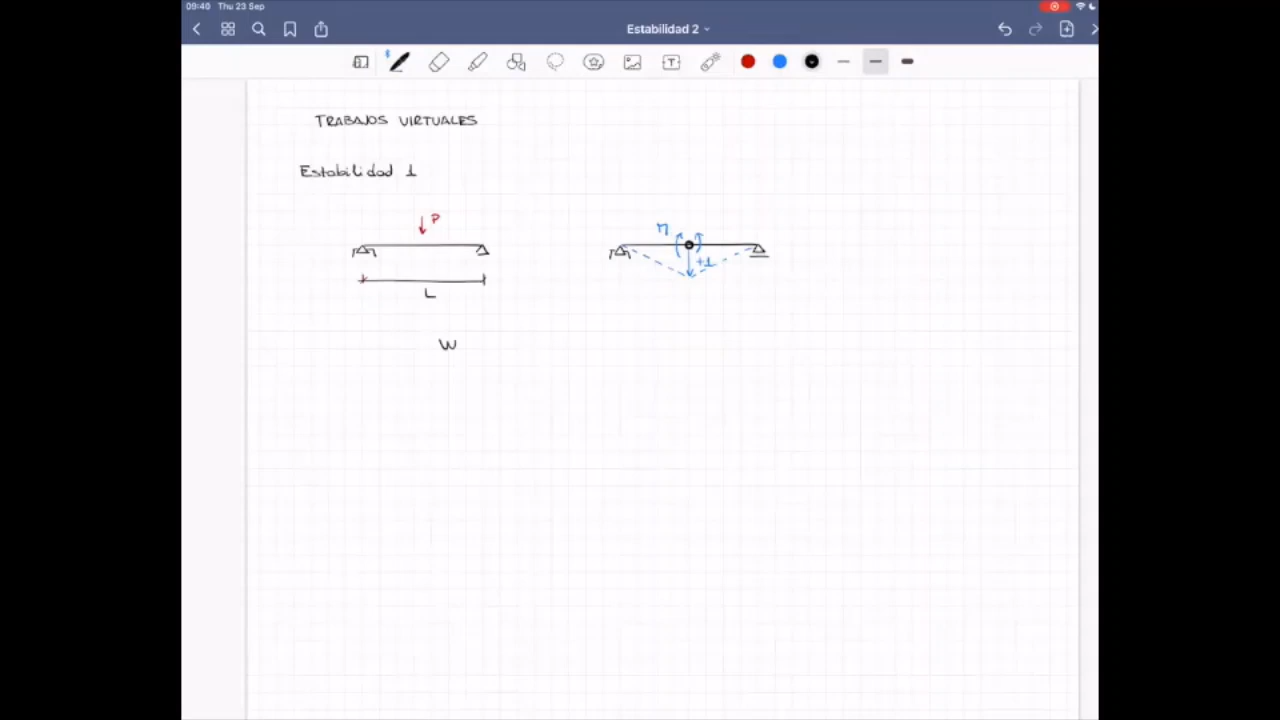 09:40 Thu 23 Sep
Estabilidad 2
T
TRABAJOS VIRTUALES
Estabilidad 1
P
M
+1
L
W